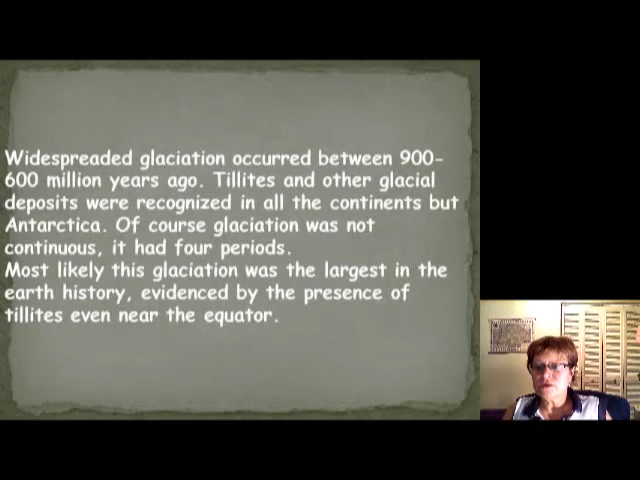 Widespreaded glaciation occurred between 900-
600 million years ago. Tillites and other glacial
deposits were recognized in all the continents but
Antarctica. Of course glaciation was not
continuous, it had four periods.
Most likely this glaciation was the largest in the
earth history, evidenced by the presence of
tillites even near the equator.